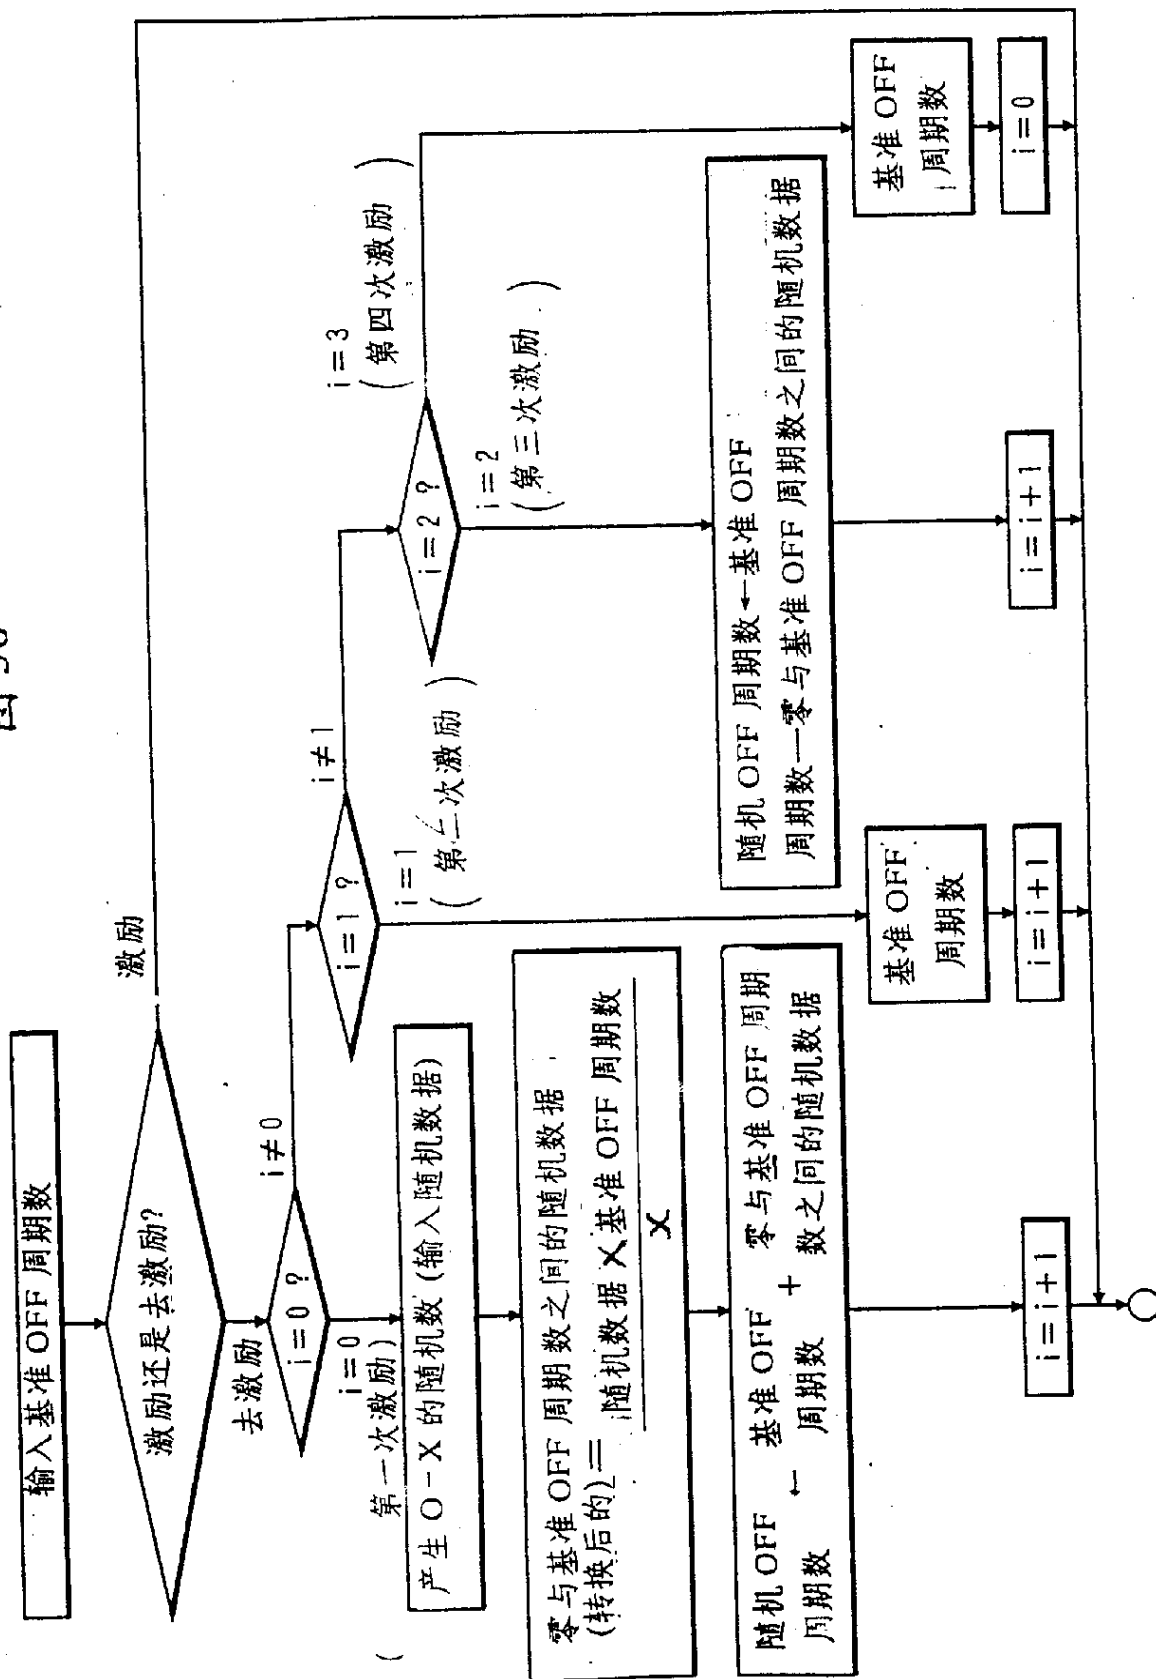 输入基准 OFF 周期数
激励还是去激励?
激励
去激励
i=0 ?
i≠0
i=0
(第一次激励)
产生 O-X 的随机数(输入随机数据)
零与基准 OFF 周期数之间的随机数据
(转换后的)=
随机数据 X 基准 OFF 周期数
X
随机 OFF ← 基准 OFF + 零与基准 OFF 周期
周期数 周期数 数之间的随机数据
i=i+1
i=1 ?
i≠1
i=1
(第二次激励)
基准 OFF
周期数
i=i+1
i=2 ?
i=2
(第三次激励)
随机 OFF 周期数←基准 OFF
周期数—零与基准 OFF 周期数之间的随机数据
i=i+1
i=3
(第四次激励)
基准 OFF
周期数
i=0